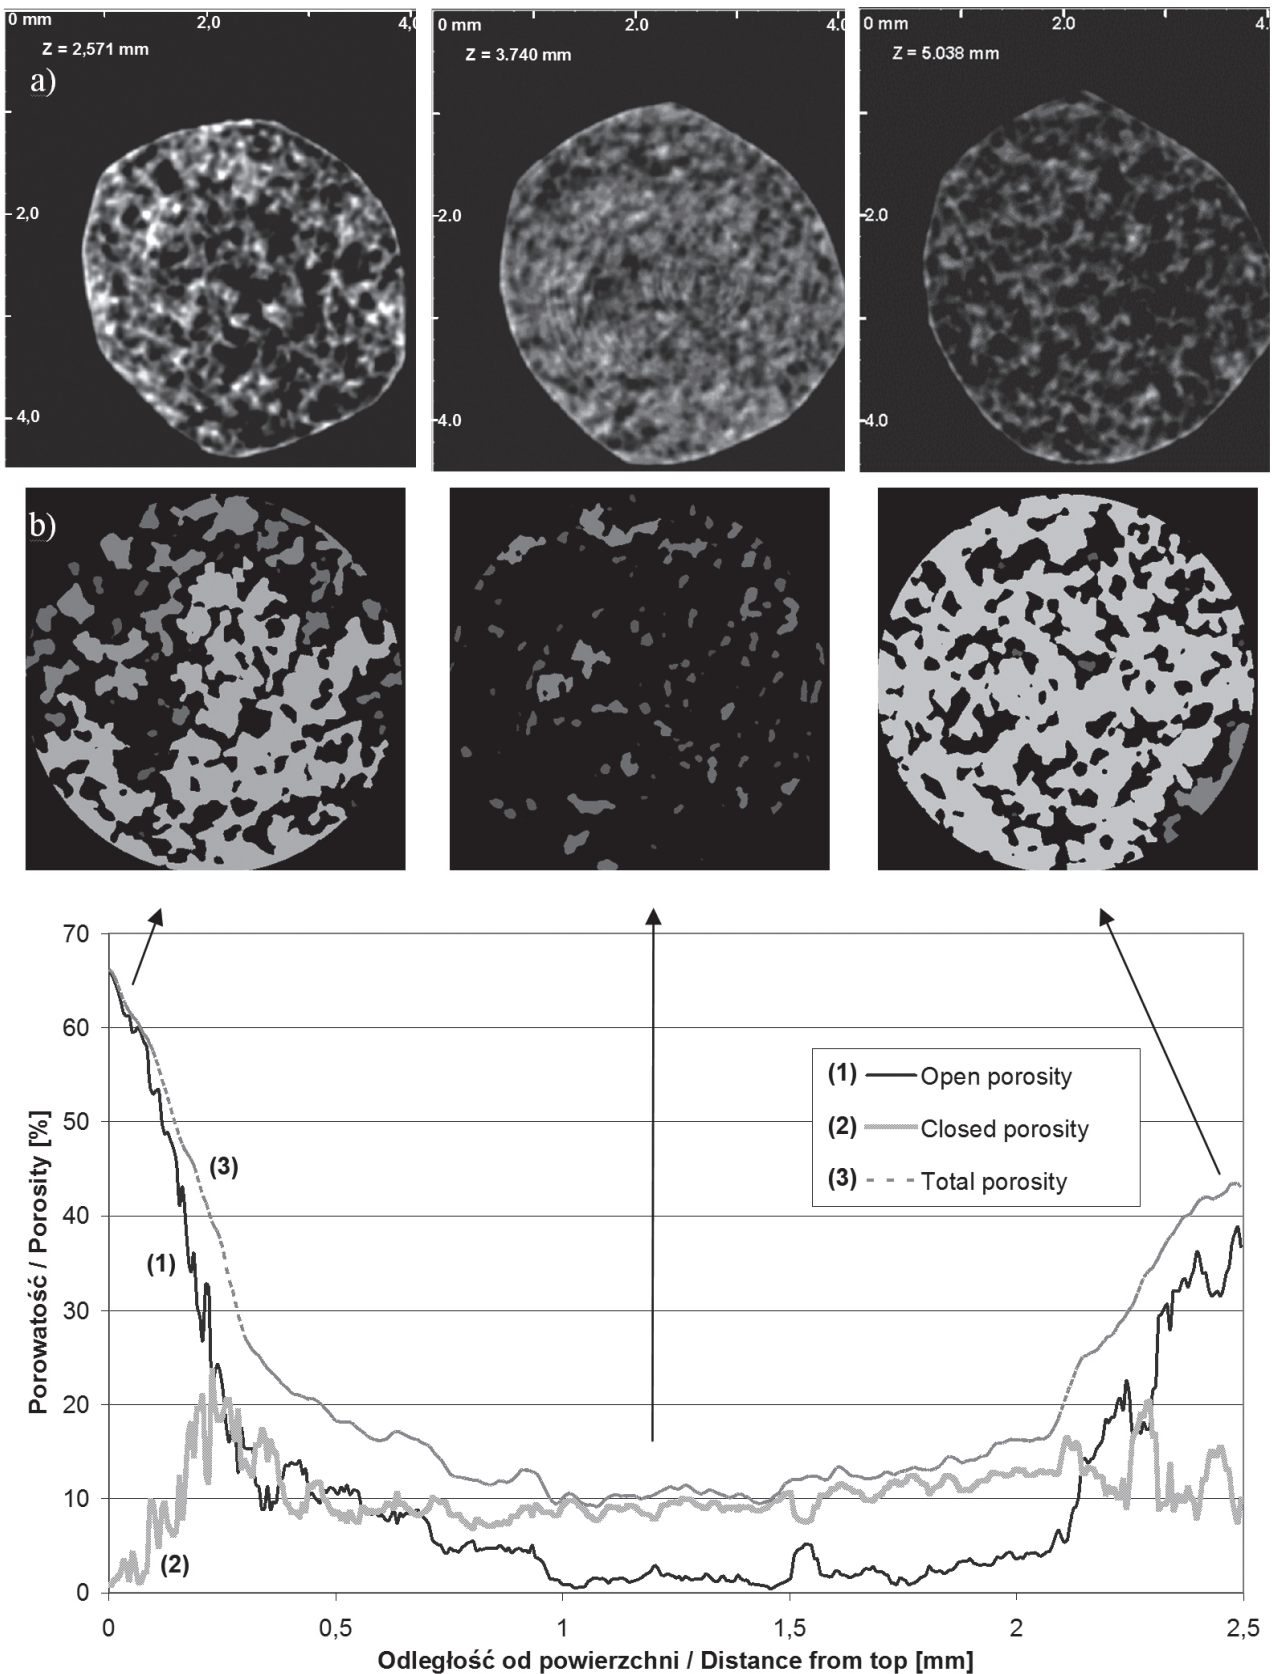 0 mm 2,0 4,0
Z = 2,571 mm
a)
2,0
4,0
0 mm 2.0 4.0
Z = 3.740 mm
2.0
4.0
0 mm 2.0 4.
Z = 5.038 mm
2.0
4.0
b)
70
60
50
40
30
20
10
0
Porowatość / Porosity [%]
(1) Open porosity
(2) Closed porosity
(3) Total porosity
(3)
(1)
(2)
0 0,5 1 1,5 2 2,5
Odległość od powierzchni / Distance from top [mm]